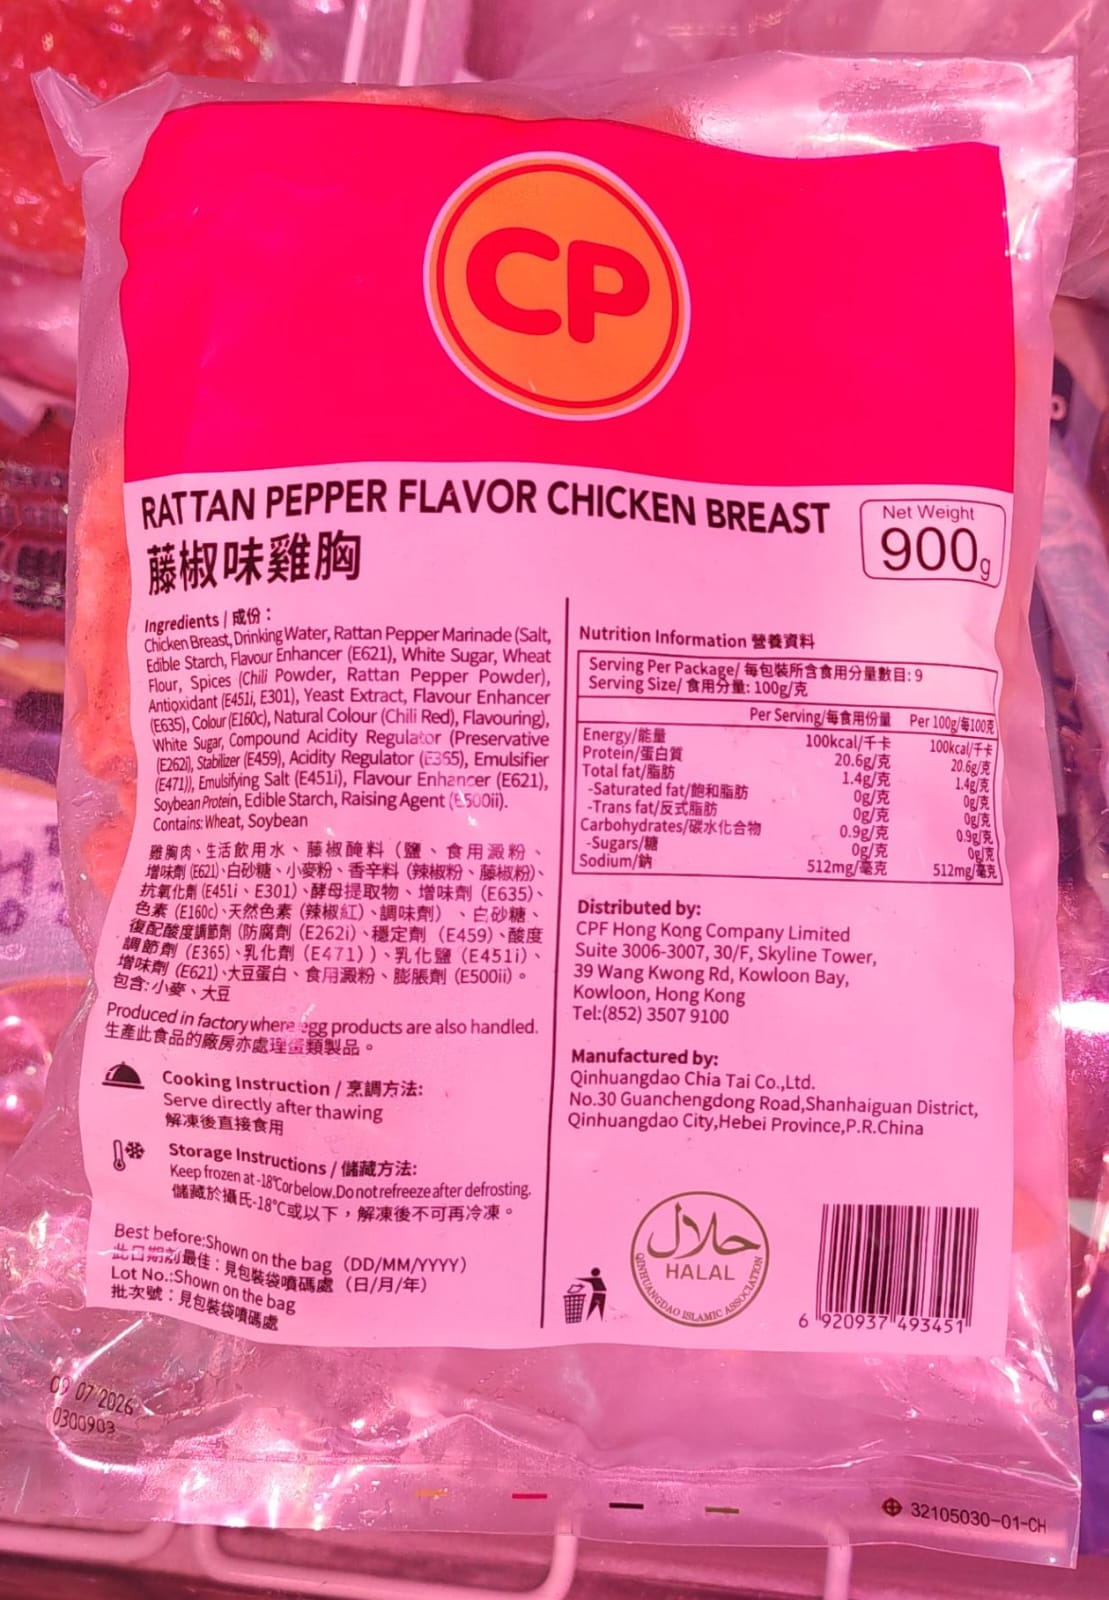 CP
RATTAN PEPPER FLAVOR CHICKEN BREAST
藤椒味雞胸
Net Weight
900g
Ingredients / 成份：
Chicken Breast, Drinking Water, Rattan Pepper Marinade (Salt,
Edible Starch, Flavour Enhancer (E621), White Sugar, Wheat
Flour, Spices (Chili Powder, Rattan Pepper Powder),
Antioxidant (E451i, E301), Yeast Extract, Flavour Enhancer
(E635), Colour (E160c), Natural Colour (Chili Red), Flavouring),
White Sugar, Compound Acidity Regulator (Preservative
(E262i), Stabilizer (E459), Acidity Regulator (E365), Emulsifier
(E471)), Emulsifying Salt (E451i), Flavour Enhancer (E621),
Soybean Protein, Edible Starch, Raising Agent (E500ii).
Contains: Wheat, Soybean
雞胸肉、生活飲用水、藤椒醃料（鹽、食用澱粉、
增味劑 (E621)、白砂糖、小麥粉、香辛料（辣椒粉、藤椒粉）、
抗氧化劑 (E451i、E301)、酵母提取物、增味劑 (E635)、
色素 (E160c)、天然色素（辣椒紅）、調味劑）、白砂糖、
復配酸度調節劑（防腐劑 (E262i)、穩定劑 (E459)、酸度
調節劑 (E365)、乳化劑 (E471)）、乳化鹽 (E451i)、
增味劑 (E621)、大豆蛋白、食用澱粉、膨脹劑 (E500ii)。
包含: 小麥、大豆
Produced in factory where egg products are also handled.
生產此食品的廠房亦處理蛋類製品。
Cooking Instruction / 烹調方法:
Serve directly after thawing
解凍後直接食用
Storage Instructions / 儲藏方法:
Keep frozen at -18℃ or below. Do not refreeze after defrosting.
儲藏於攝氏-18℃或以下，解凍後不可再冷凍。
Best before:Shown on the bag (DD/MM/YYYY)
此日期前最佳：見包裝袋噴碼處（日/月/年）
Lot No.:Shown on the bag
批次號：見包裝袋噴碼處
Nutrition Information 營養資料
Serving Per Package/ 每包裝所含食用分量數目: 9
Serving Size/ 食用分量: 100g/克
Per Serving/每食用份量 Per 100g/每100克
Energy/能量 100kcal/千卡 100kcal/千卡
Protein/蛋白質 20.6g/克 20.6g/克
Total fat/脂肪 1.4g/克 1.4g/克
-Saturated fat/飽和脂肪 0g/克 0g/克
-Trans fat/反式脂肪 0g/克 0g/克
Carbohydrates/碳水化合物 0.9g/克 0.9g/克
-Sugars/糖 0g/克 0g/克
Sodium/鈉 512mg/毫克 512mg/毫克
Distributed by:
CPF Hong Kong Company Limited
Suite 3006-3007, 30/F, Skyline Tower,
39 Wang Kwong Rd, Kowloon Bay,
Kowloon, Hong Kong
Tel:(852) 3507 9100
Manufactured by:
Qinhuangdao Chia Tai Co.,Ltd.
No.30 Guanchengdong Road,Shanhaiguan District,
Qinhuangdao City,Hebei Province,P.R.China
حلال
HALAL
QINHUANGDAO ISLAMIC ASSOCIATION
6 920937 493451
09 07 2026
0300903
32105030-01-CH